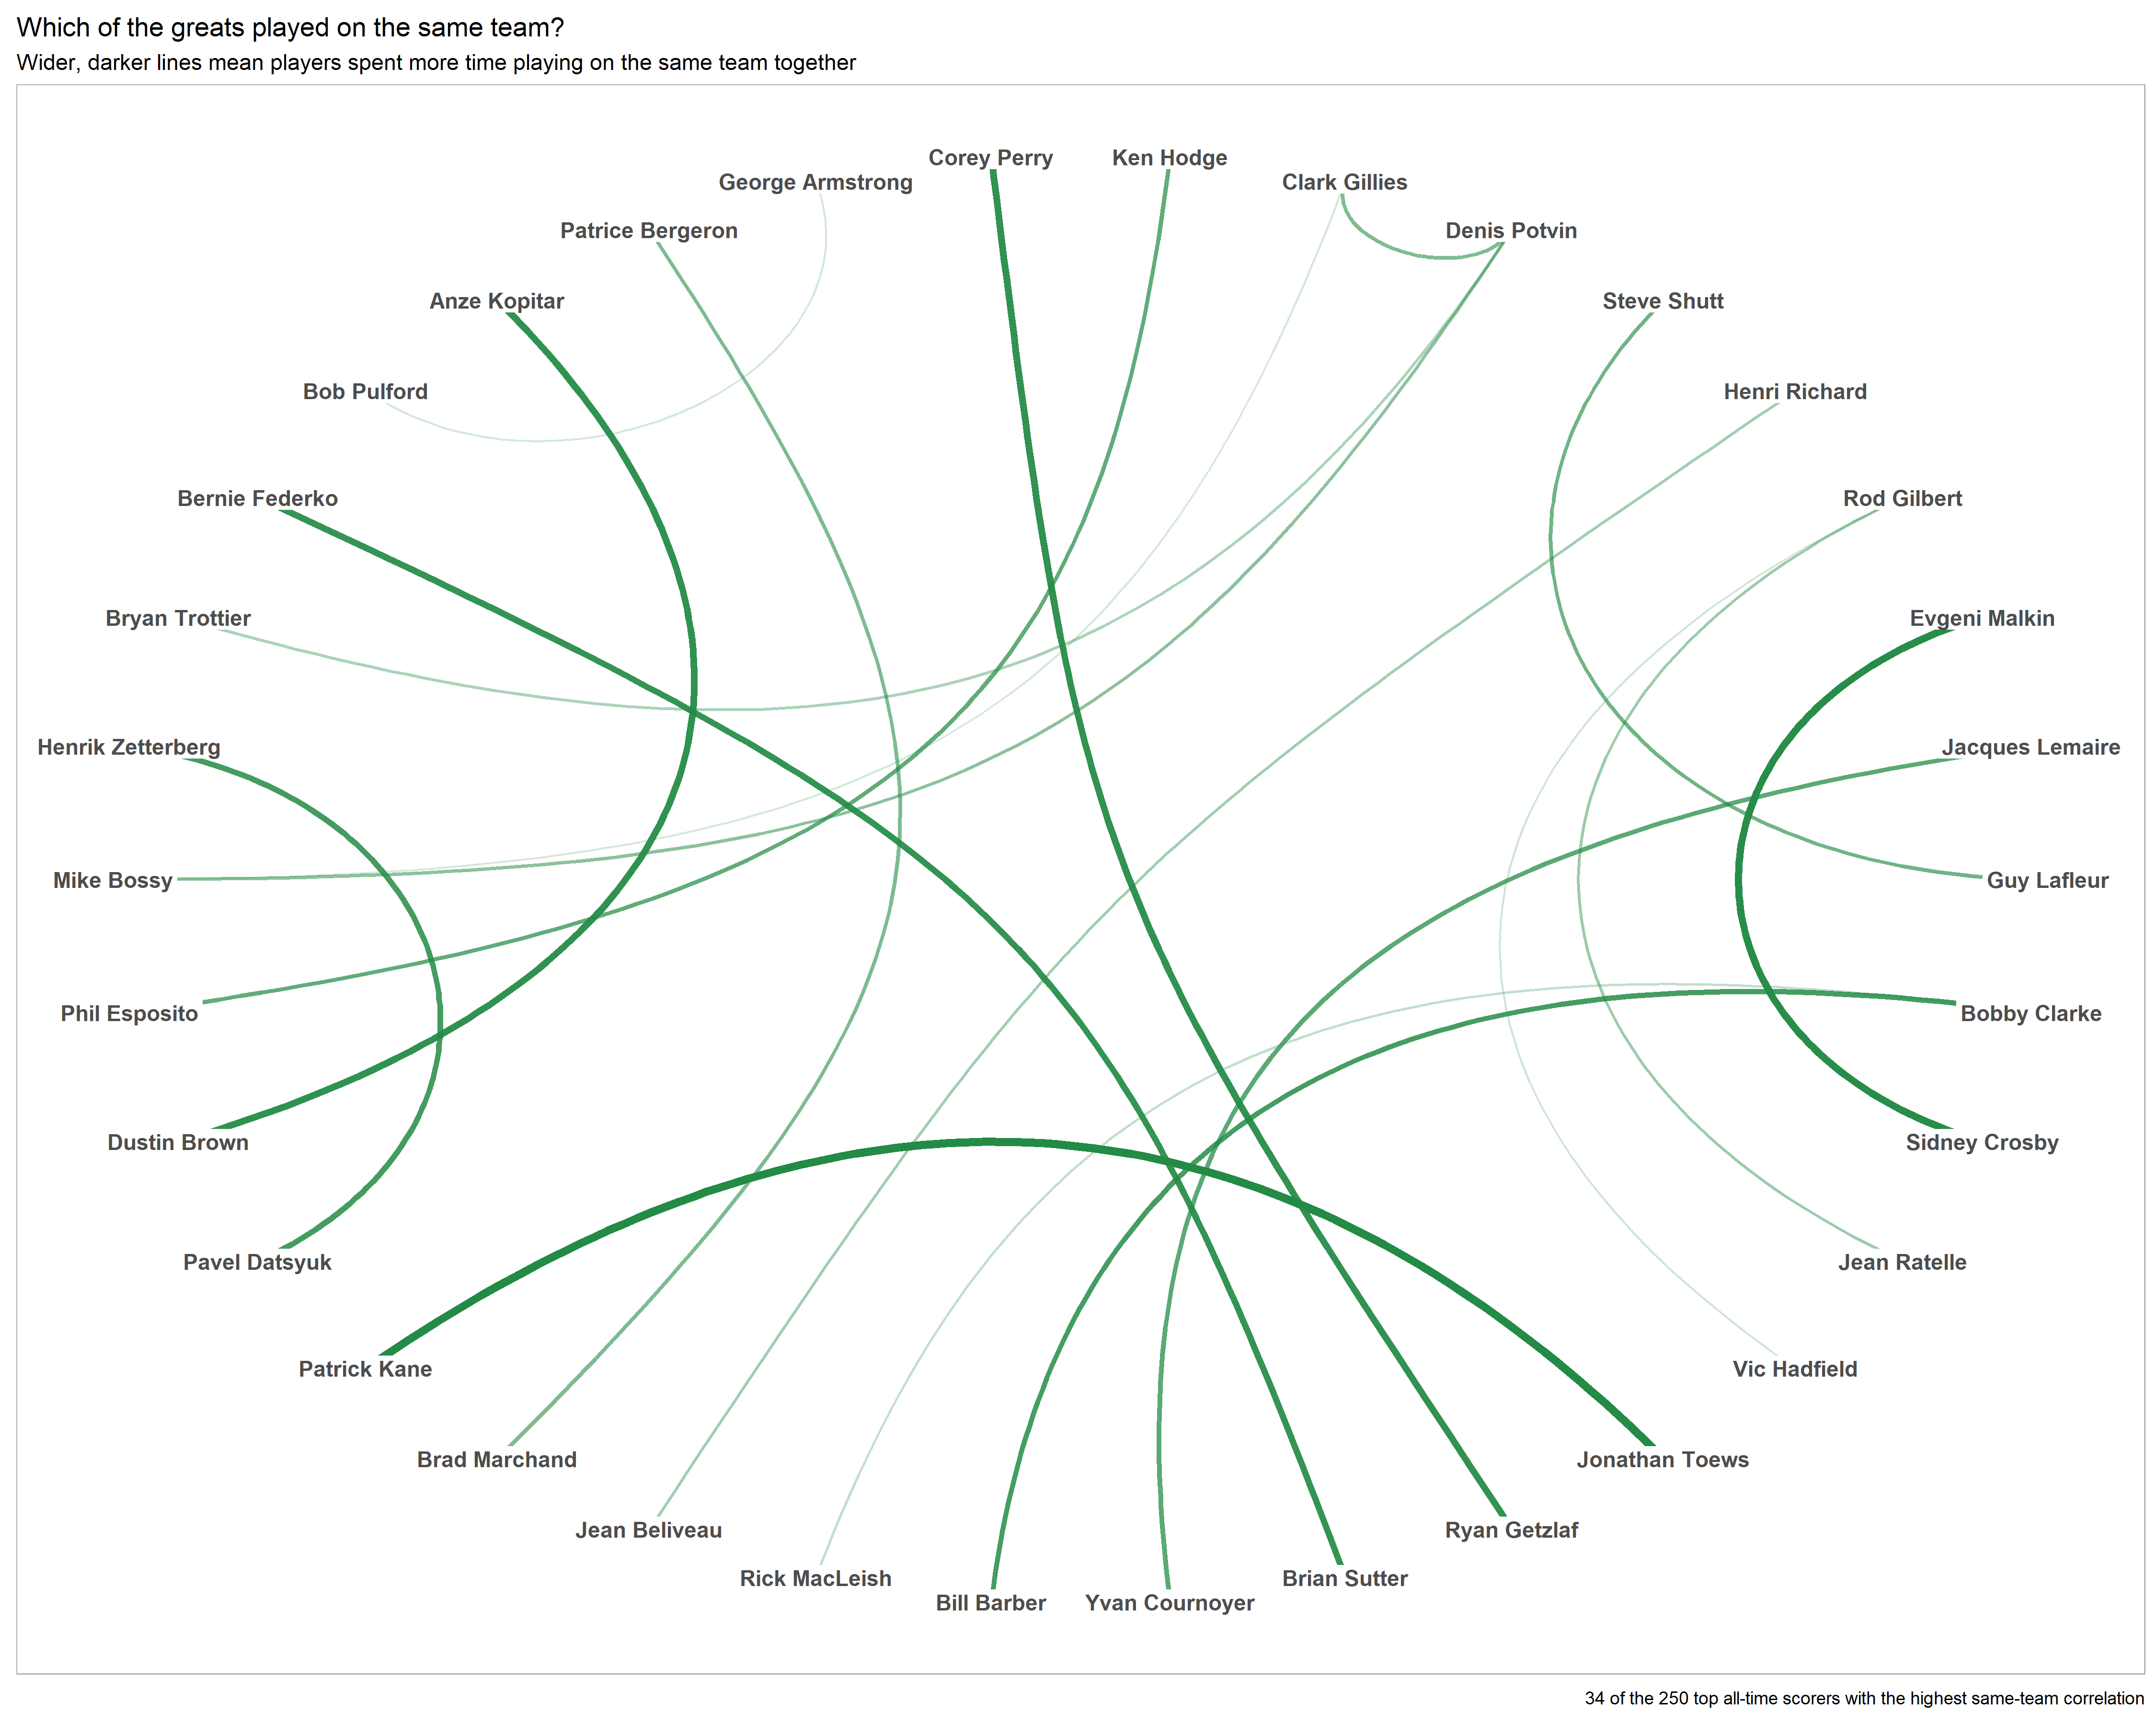 Which of the greats played on the same team?
Wider, darker lines mean players spent more time playing on the same team together
Corey Perry
Ken Hodge
George Armstrong
Clark Gillies
Patrice Bergeron
Denis Potvin
Anze Kopitar
Steve Shutt
Bob Pulford
Henri Richard
Bernie Federko
Rod Gilbert
Bryan Trottier
Evgeni Malkin
Henrik Zetterberg
Jacques Lemaire
Mike Bossy
Guy Lafleur
Phil Esposito
Bobby Clarke
Dustin Brown
Sidney Crosby
Pavel Datsyuk
Jean Ratelle
Patrick Kane
Vic Hadfield
Brad Marchand
Jonathan Toews
Jean Beliveau
Ryan Getzlaf
Rick MacLeish
Brian Sutter
Bill Barber
Yvan Cournoyer
34 of the 250 top all-time scorers with the highest same-team correlation